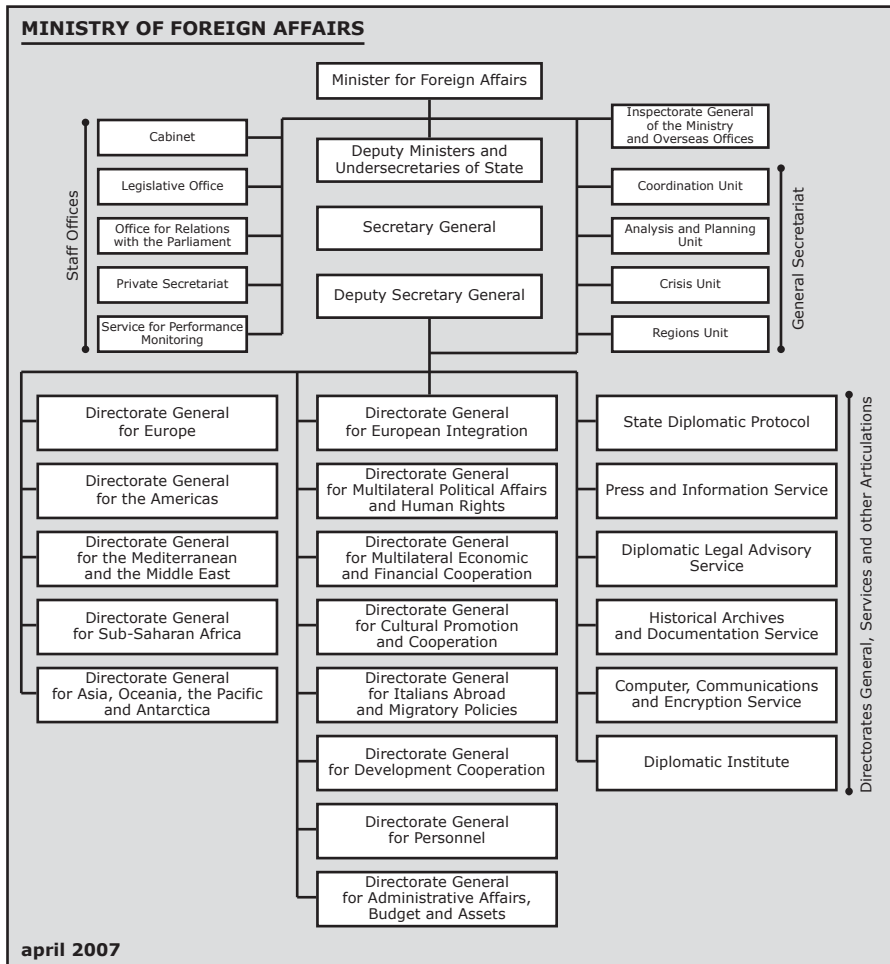 MINISTRY OF FOREIGN AFFAIRS
Minister for Foreign Affairs
Deputy Ministers and
Undersecretaries of State
Secretary General
Deputy Secretary General
Staff Offices
Cabinet
Legislative Office
Office for Relations
with the Parliament
Private Secretariat
Service for Performance
Monitoring
Inspectorate General
of the Ministry
and Overseas Offices
Coordination Unit
Analysis and Planning
Unit
Crisis Unit
Regions Unit
General Secretariat
Directorate General
for Europe
Directorate General
for the Americas
Directorate General
for the Mediterranean
and the Middle East
Directorate General
for Sub-Saharan Africa
Directorate General
for Asia, Oceania, the Pacific
and Antarctica
Directorate General
for European Integration
Directorate General
for Multilateral Political Affairs
and Human Rights
Directorate General
for Multilateral Economic
and Financial Cooperation
Directorate General
for Cultural Promotion
and Cooperation
Directorate General
for Italians Abroad
and Migratory Policies
Directorate General
for Development Cooperation
Directorate General
for Personnel
Directorate General
for Administrative Affairs,
Budget and Assets
State Diplomatic Protocol
Press and Information Service
Diplomatic Legal Advisory
Service
Historical Archives
and Documentation Service
Computer, Communications
and Encryption Service
Diplomatic Institute
Directorates General, Services and other Articulations
april 2007